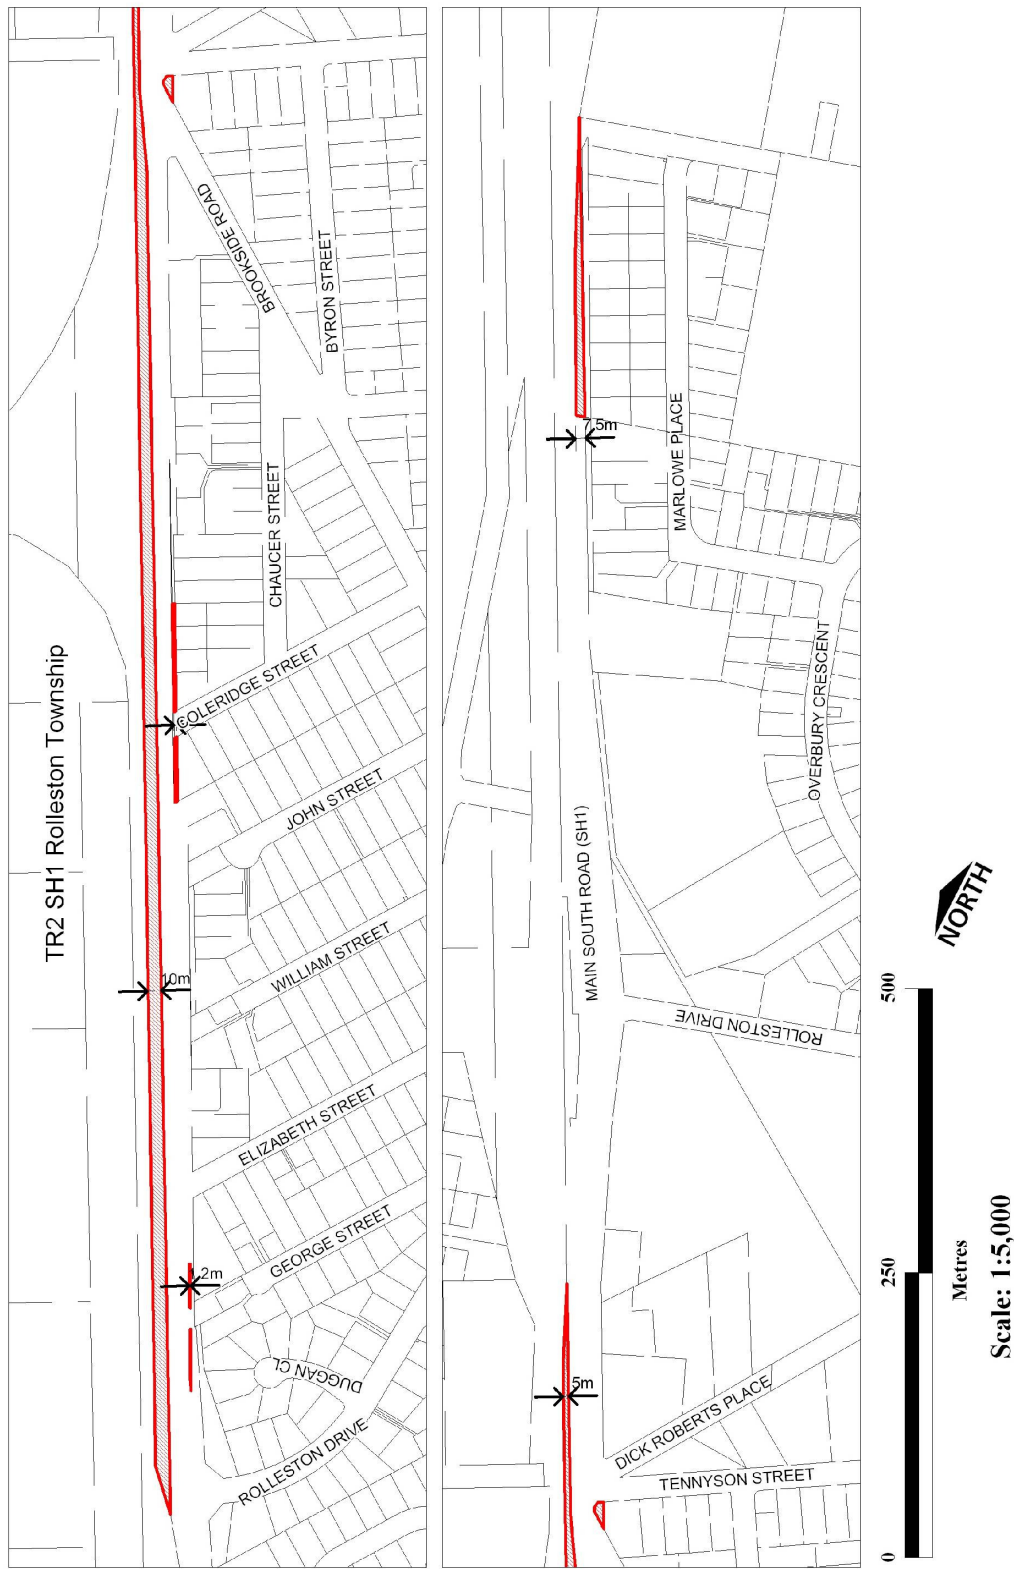 TR2 SH1 Rolleston Township
BROOKSIDE ROAD
BYRON STREET
CHAUCER STREET
COLERIDGE STREET
JOHN STREET
10m
WILLIAM STREET
ELIZABETH STREET
GEORGE STREET
DUGGAN CL
ROLLESTON DRIVE
7.5m
MARLOWE PLACE
OVERBURY CRESCENT
MAIN SOUTH ROAD (SH1)
ROLLESTON DRIVE
5m
DICK ROBERTS PLACE
TENNYSON STREET
NORTH
0
250
500
Metres
Scale: 1:5,000